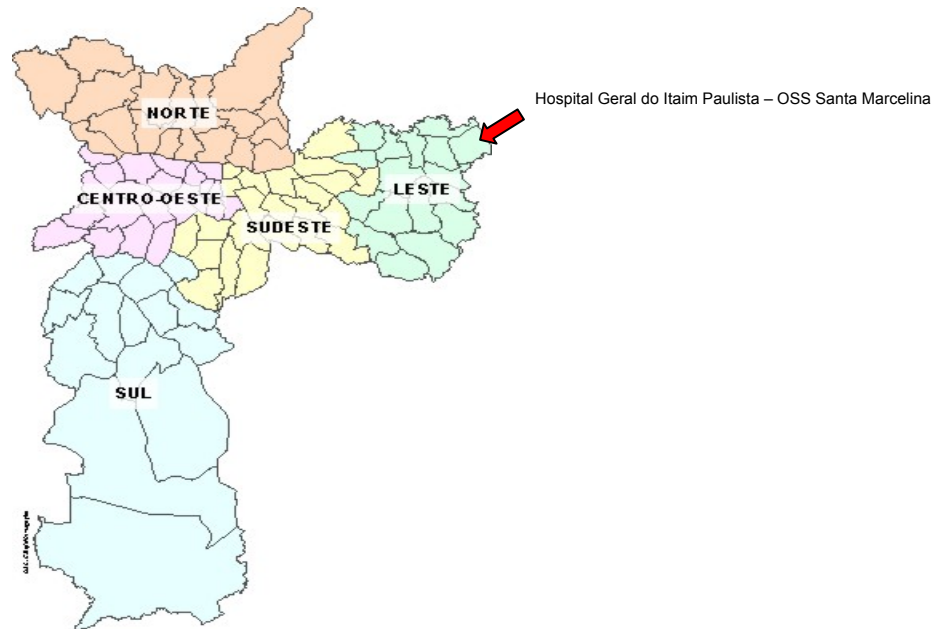 Hospital Geral do Itaim Paulista – OSS Santa Marcelina
NORTE
LESTE
CENTRO-OESTE
SUDESTE
SUL